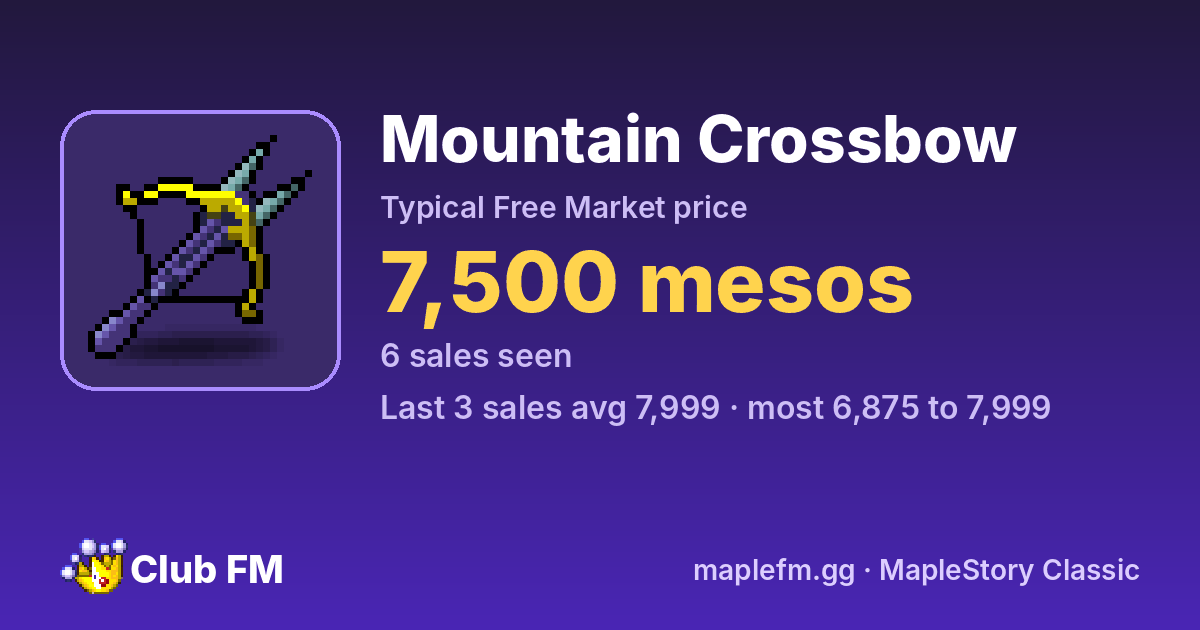 Mountain Crossbow
Typical Free Market price
7,500 mesos
6 sales seen
Last 3 sales avg 7,999 · most 6,875 to 7,999
Club FM
maplefm.gg · MapleStory Classic